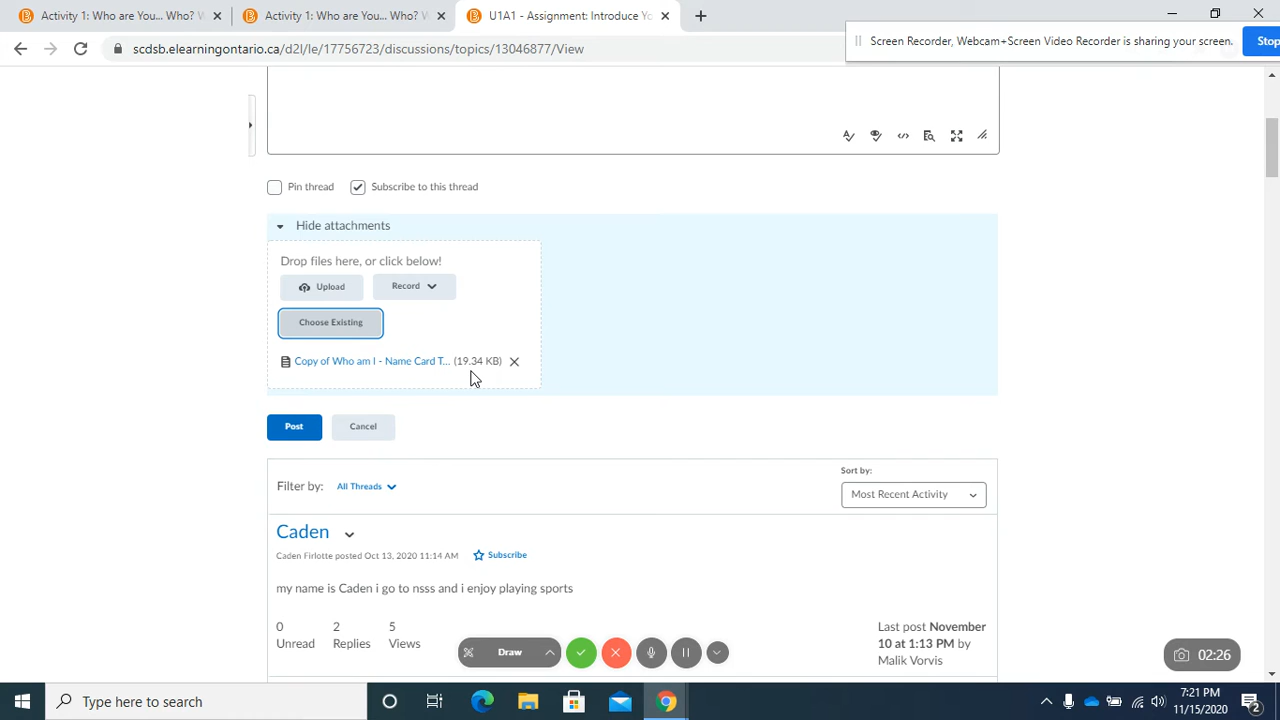 Activity 1: Who are You... Who? W
Activity 1: Who are You... Who? W
U1A1 - Assignment: Introduce Yo
scdsb.elearningontario.ca/d2l/le/17756723/discussions/topics/13046877/View
Screen Recorder, Webcam+Screen Video Recorder is sharing your screen.
Stop
Pin thread
Subscribe to this thread
Hide attachments
Drop files here, or click below!
Upload
Record
Choose Existing
Copy of Who am I - Name Card T... (19.34 KB)
Post
Cancel
Filter by: All Threads
Sort by:
Most Recent Activity
Caden
Caden Firlotte posted Oct 13, 2020 11:14 AM
Subscribe
my name is Caden i go to nsss and i enjoy playing sports
0
Unread
2
Replies
5
Views
Last post November
10 at 1:13 PM by
Malik Vorvis
Draw
02:26
Type here to search
7:21 PM
11/15/2020
2